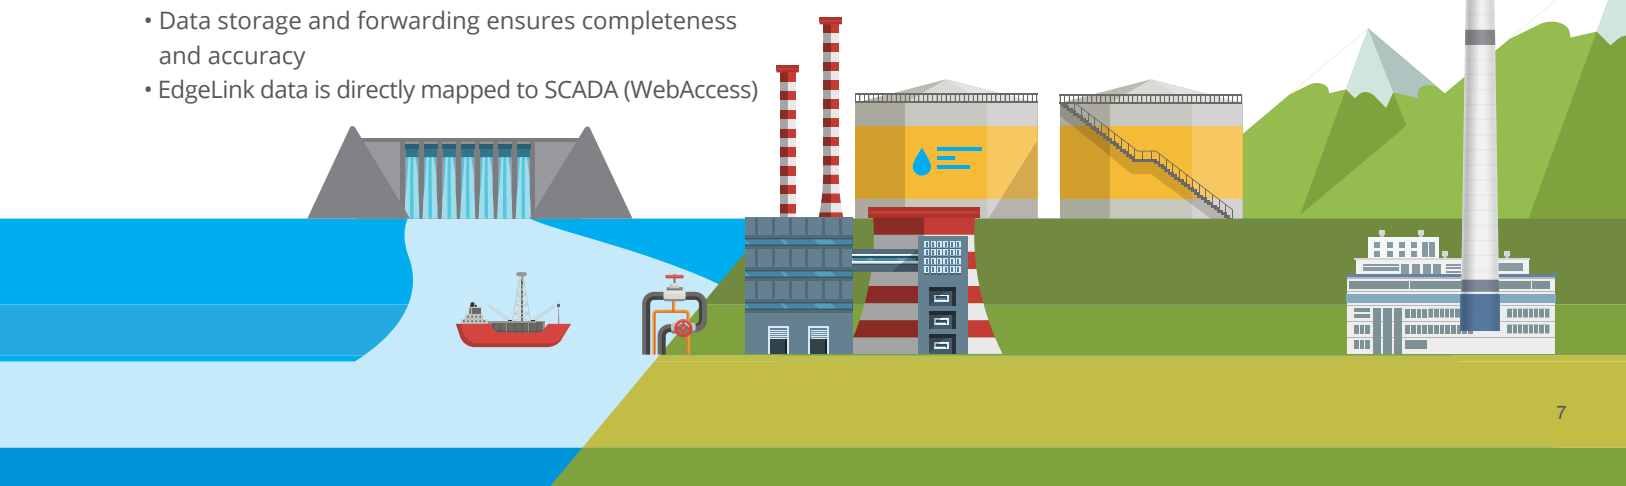 • Data storage and forwarding ensures completeness
and accuracy
• EdgeLink data is directly mapped to SCADA (WebAccess)
7